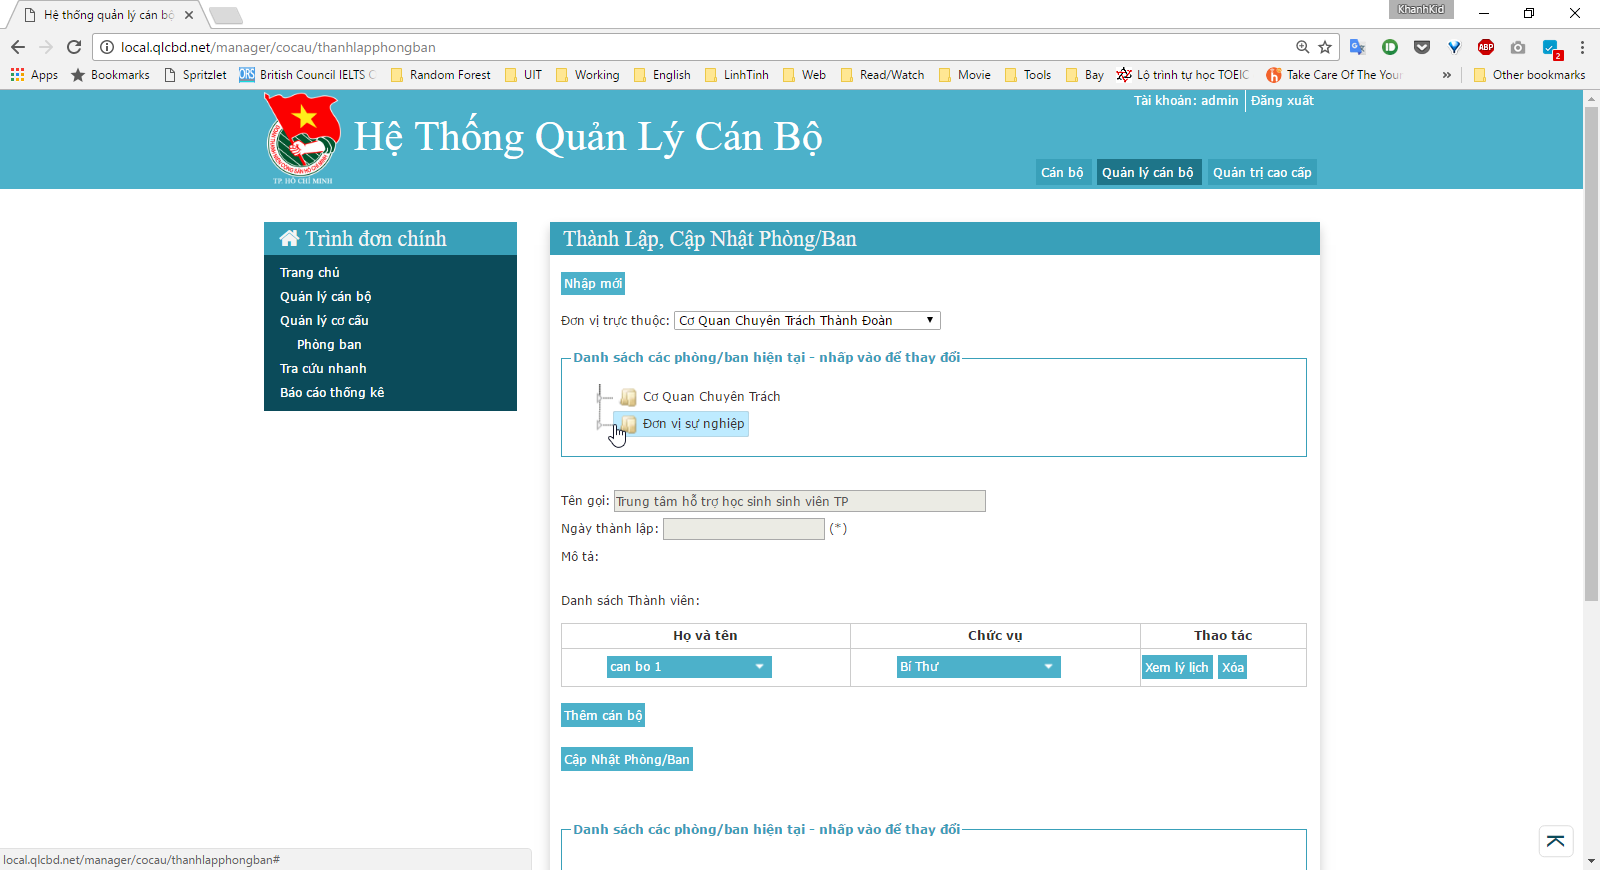 Hệ thống quản lý cán bộ
KhanhKid
local.qlcbd.net/manager/cocau/thanhlapphongban
ABP
2
Apps
Bookmarks
Spritzlet
ORS
British Council IELTS C
Random Forest
UIT
Working
English
LinhTinh
Web
Read/Watch
Movie
Tools
Bay
Lộ trình tự học TOEIC
Take Care Of The Your
»
Other bookmarks
Tài khoản: admin
Đăng xuất
TP. HỒ CHÍ MINH
Hệ Thống Quản Lý Cán Bộ
Cán bộ
Quản lý cán bộ
Quản trị cao cấp
Trình đơn chính
Trang chủ
Quản lý cán bộ
Quản lý cơ cấu
Phòng ban
Tra cứu nhanh
Báo cáo thống kê
Thành Lập, Cập Nhật Phòng/Ban
Nhập mới
Đơn vị trực thuộc: Cơ Quan Chuyên Trách Thành Đoàn
Danh sách các phòng/ban hiện tại - nhấp vào để thay đổi
Cơ Quan Chuyên Trách
Đơn vị sự nghiệp
Tên gọi: Trung tâm hỗ trợ học sinh sinh viên TP
Ngày thành lập: (*)
Mô tả:
Danh sách Thành viên:
Họ và tên Chức vụ Thao tác
can bo 1 Bí Thư Xem lý lịch Xóa
Thêm cán bộ
Cập Nhật Phòng/Ban
Danh sách các phòng/ban hiện tại - nhấp vào để thay đổi
local.qlcbd.net/manager/cocau/thanhlapphongban#